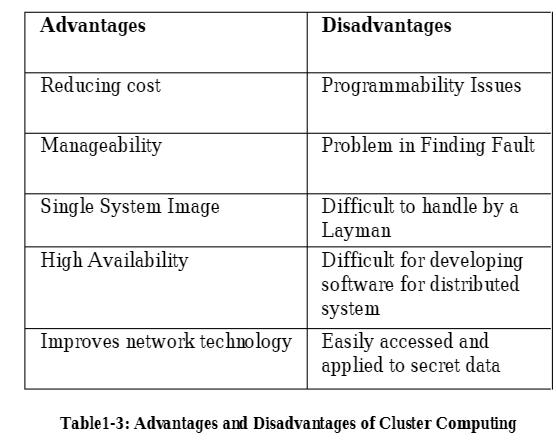 Advantages Disadvantages
Reducing cost Programmability Issues
Manageability Problem in Finding Fault
Single System Image Difficult to handle by a
Layman
High Availability Difficult for developing
software for distributed
system
Improves network technology Easily accessed and
applied to secret data
Table1-3: Advantages and Disadvantages of Cluster Computing